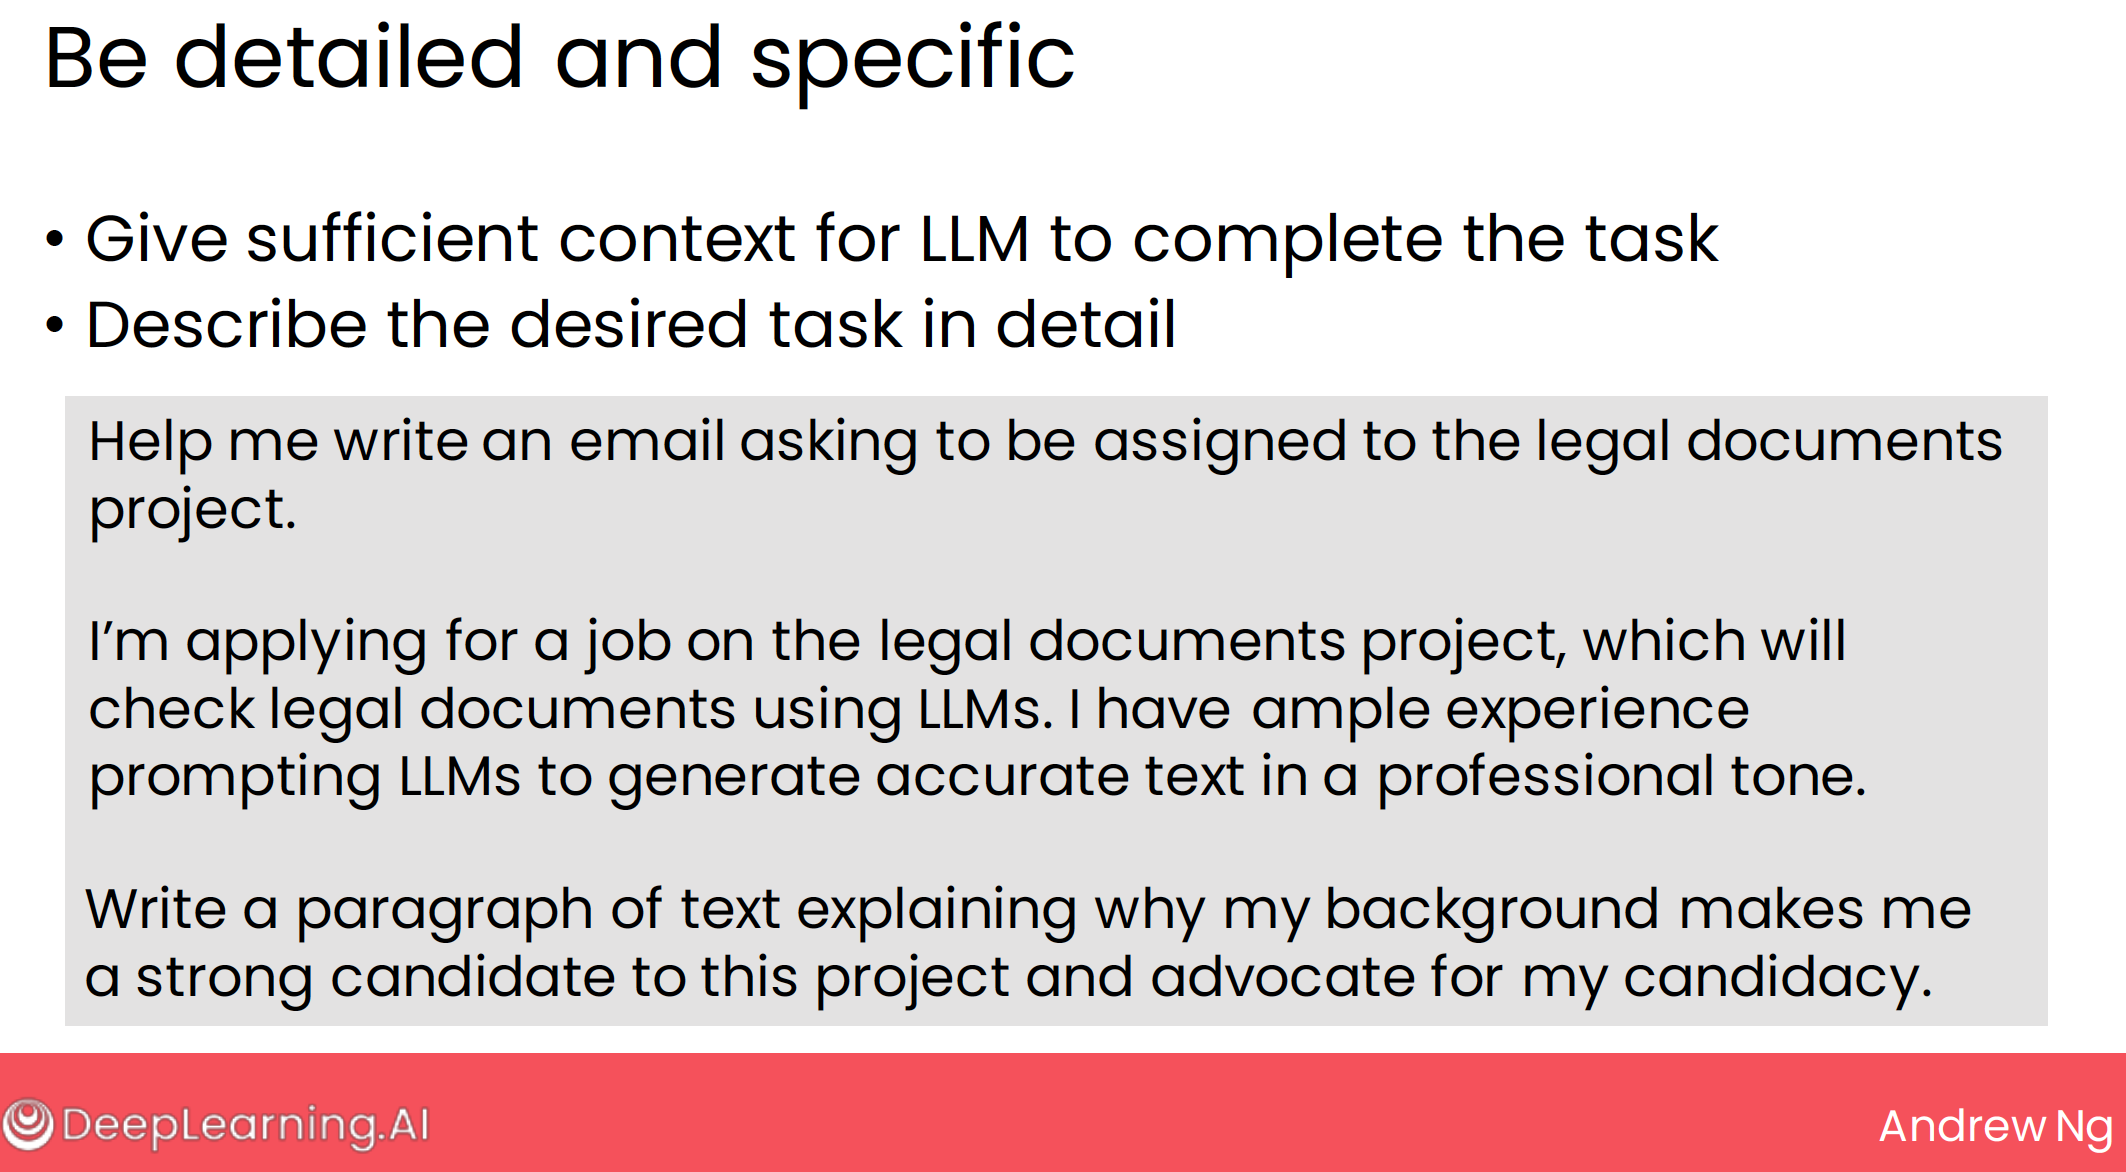 Be detailed and specific
• Give sufficient context for LLM to complete the task
• Describe the desired task in detail
Help me write an email asking to be assigned to the legal documents
project.
I’m applying for a job on the legal documents project, which will
check legal documents using LLMs. I have ample experience
prompting LLMs to generate accurate text in a professional tone.
Write a paragraph of text explaining why my background makes me
a strong candidate to this project and advocate for my candidacy.
DeepLearning.AI
Andrew Ng